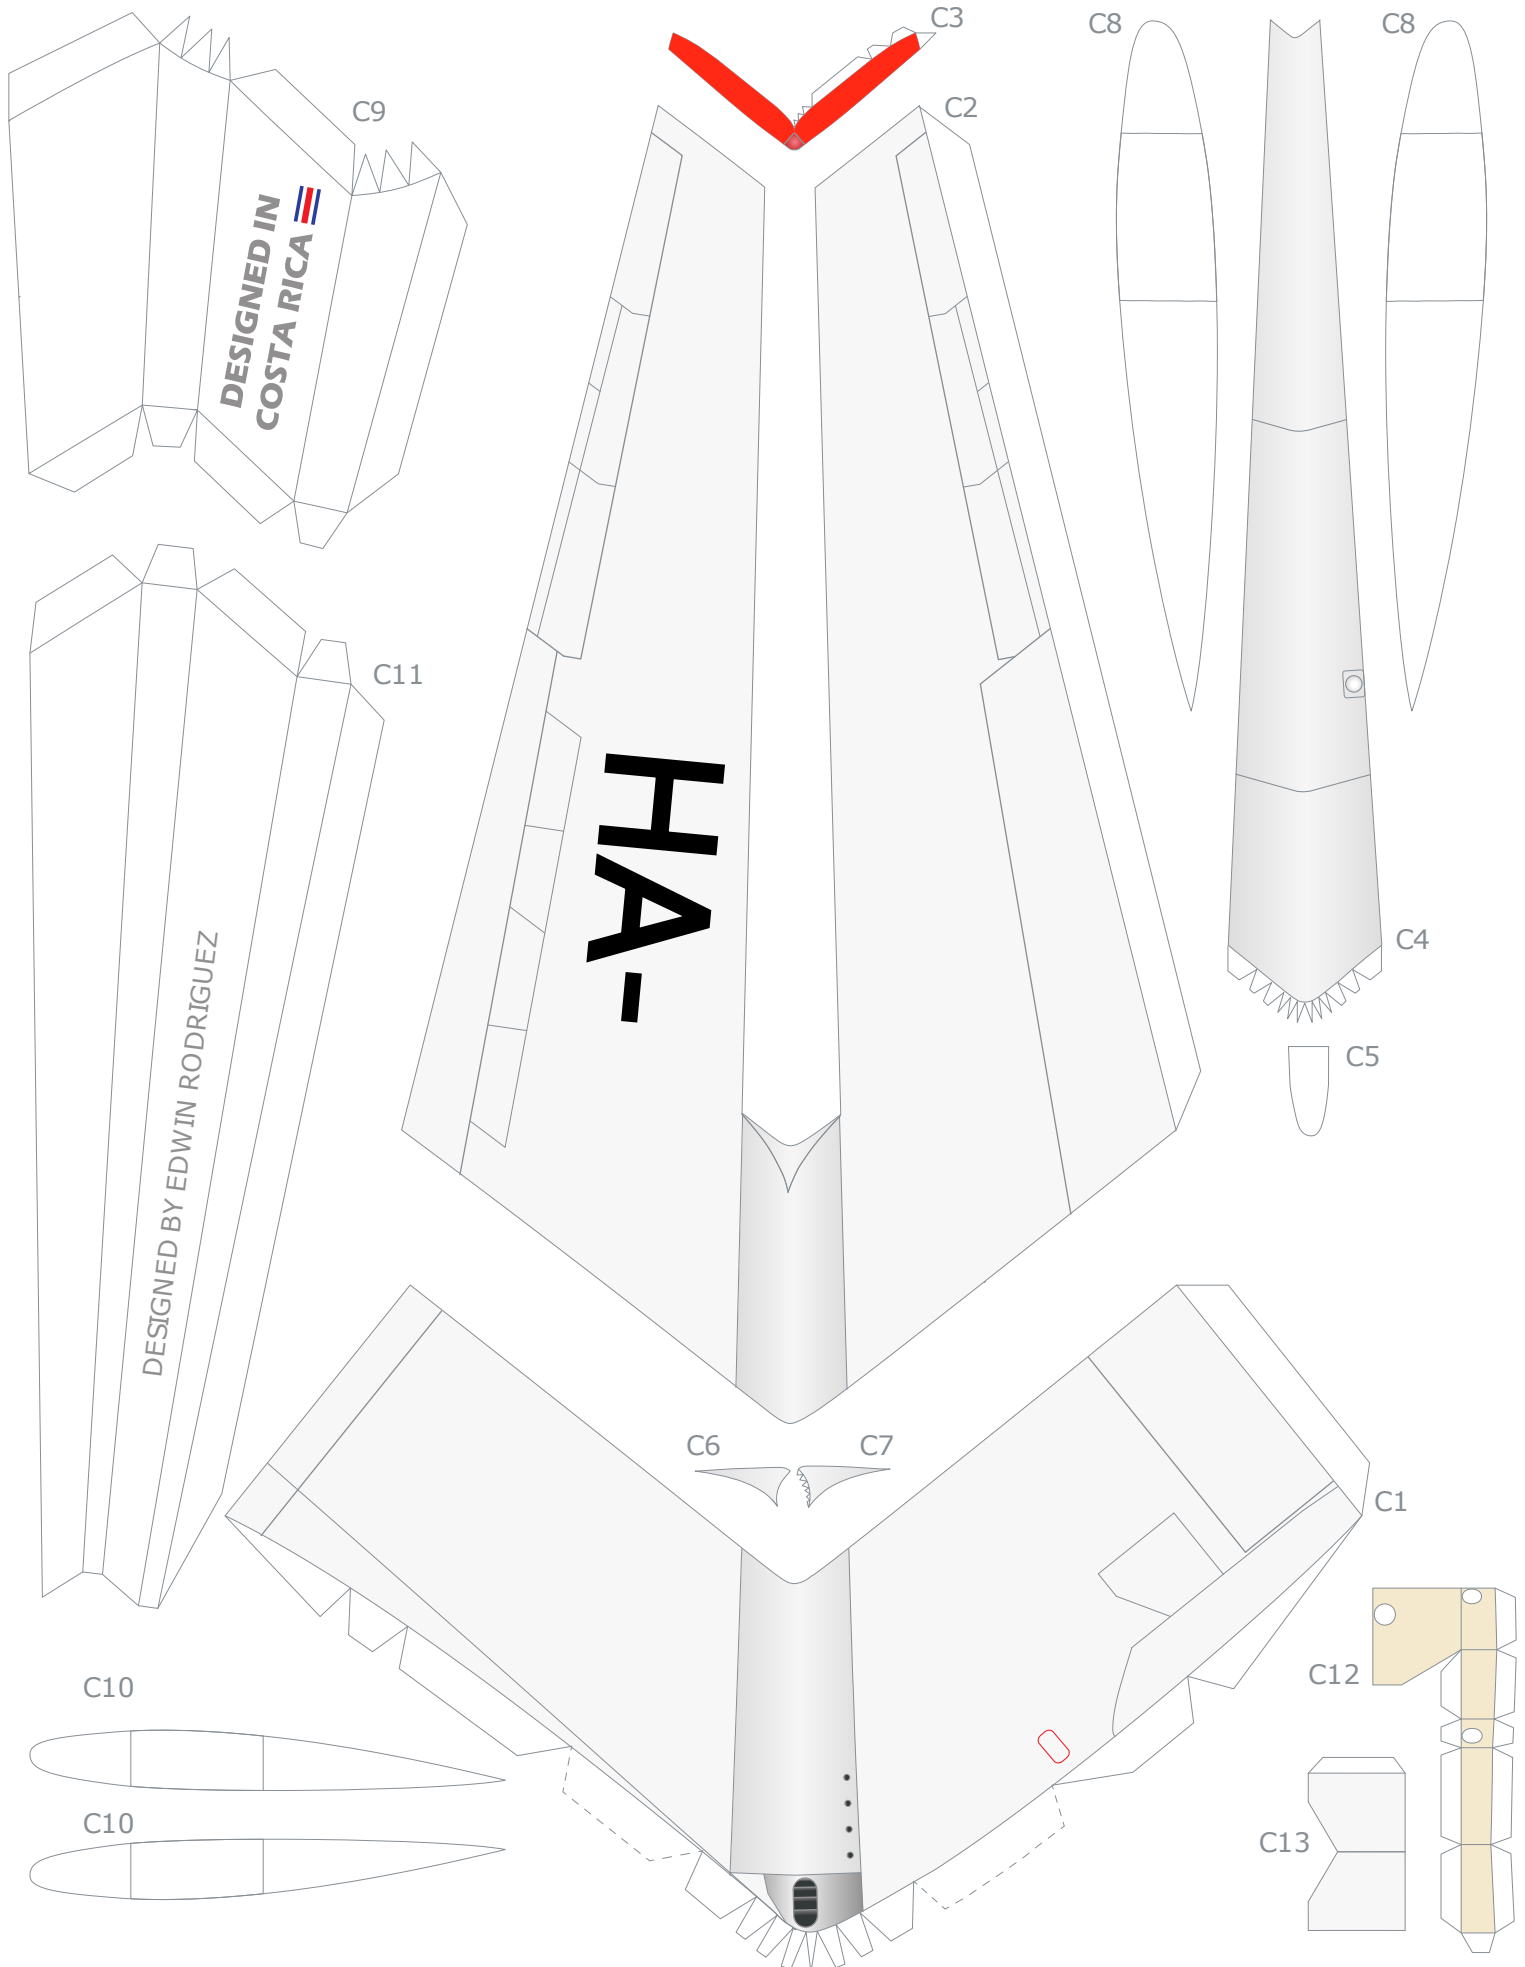 C3
C8
C8
C9
C2
DESIGNED IN
COSTA RICA
C11
HA-
C4
C5
DESIGNED BY EDWIN RODRIGUEZ
C6
C7
C1
C12
C10
C10
C13